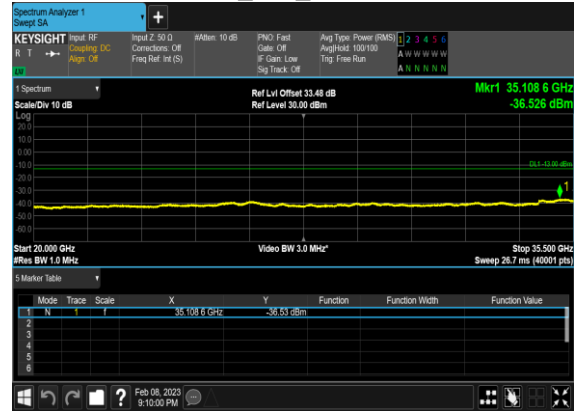 Spectrum Analyzer 1
Swept SA
+
KEYSIGHT Input: RF Input Z: 50 Ω #Atten: 10 dB PNO: Fast Avg Type: Power (RMS) 1 2 3 4 5 6
R T Coupling: DC Corrections: Off Gate: Off Avg|Hold: 100/100 A W W W W W
Align: Off Freq Ref: Int (S) IF Gain: Low Trig: Free Run
Sig Track: Off A N N N N N
LXI
1 Spectrum Ref Lvl Offset 33.48 dB Mkr1 35.108 6 GHz
Scale/Div 10 dB Ref Level 30.00 dBm -36.526 dBm
Log
20.0
10.0
0.00
-10.0 DL1 -13.00 dBm
-20.0
-30.0 1
-40.0
-50.0
-60.0
Start 20.000 GHz Video BW 3.0 MHz* Stop 35.500 GHz
#Res BW 1.0 MHz Sweep 26.7 ms (40001 pts)
5 Marker Table
Mode Trace Scale X Y Function Function Width Function Value
1 N 1 f 35.108 6 GHz -36.53 dBm
2
3
4
5
6
? Feb 08, 2023
9:10:00 PM